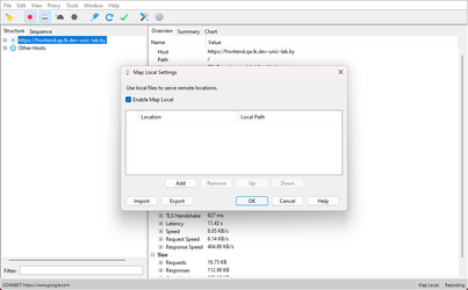 File Edit View Proxy Tools Window Help
Structure Sequence
https://frontend.qa.lk.dev-unic-lab.by
Other Hosts
Filter:
Overview Summary Chart
Name Value
Host https://frontend.qa.lk.dev-unic-lab.by
Path /
Map Local Settings
Use local files to serve remote locations.
Enable Map Local
Location Local Path
Add Remove Up Down
Import Export OK Cancel Help
TLS Handshake 827 ms
Latency 11.43 s
Speed 8.05 KB/s
Request Speed 6.14 KB/s
Response Speed 404.86 KB/s
Size
Requests 16.73 KB
Responses 112.96 KB
CONNECT https://www.google.com Map Local Recording